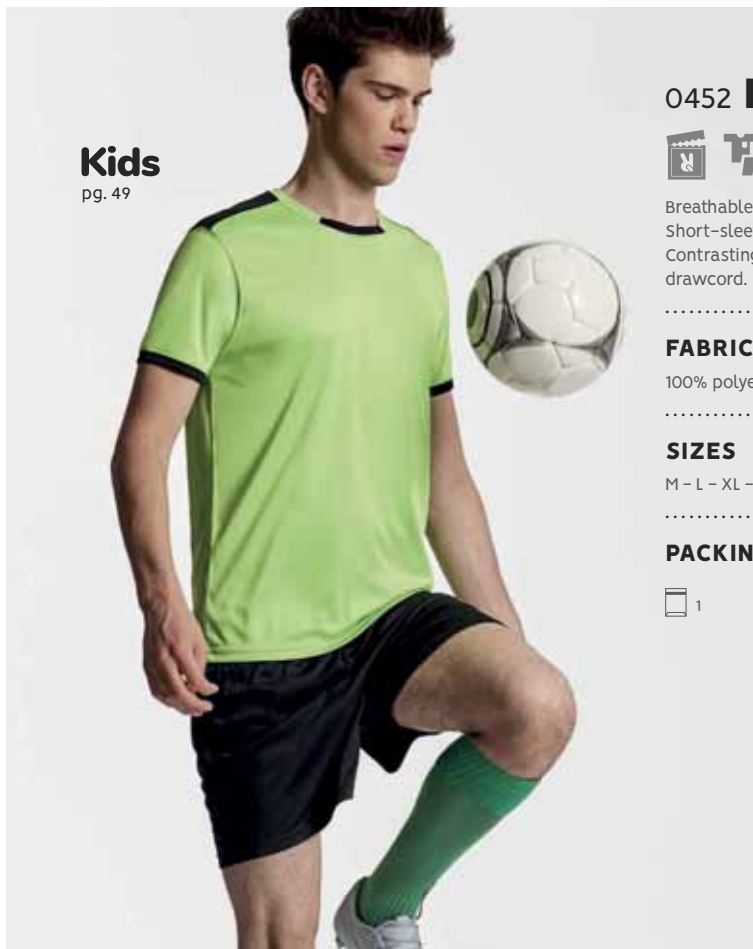 Kids
pg. 49
0452
Breathable
Short-slee
Contrasting
drawcord.
FABRIC
100% polye
SIZES
M – L – XL –
PACKIN
1